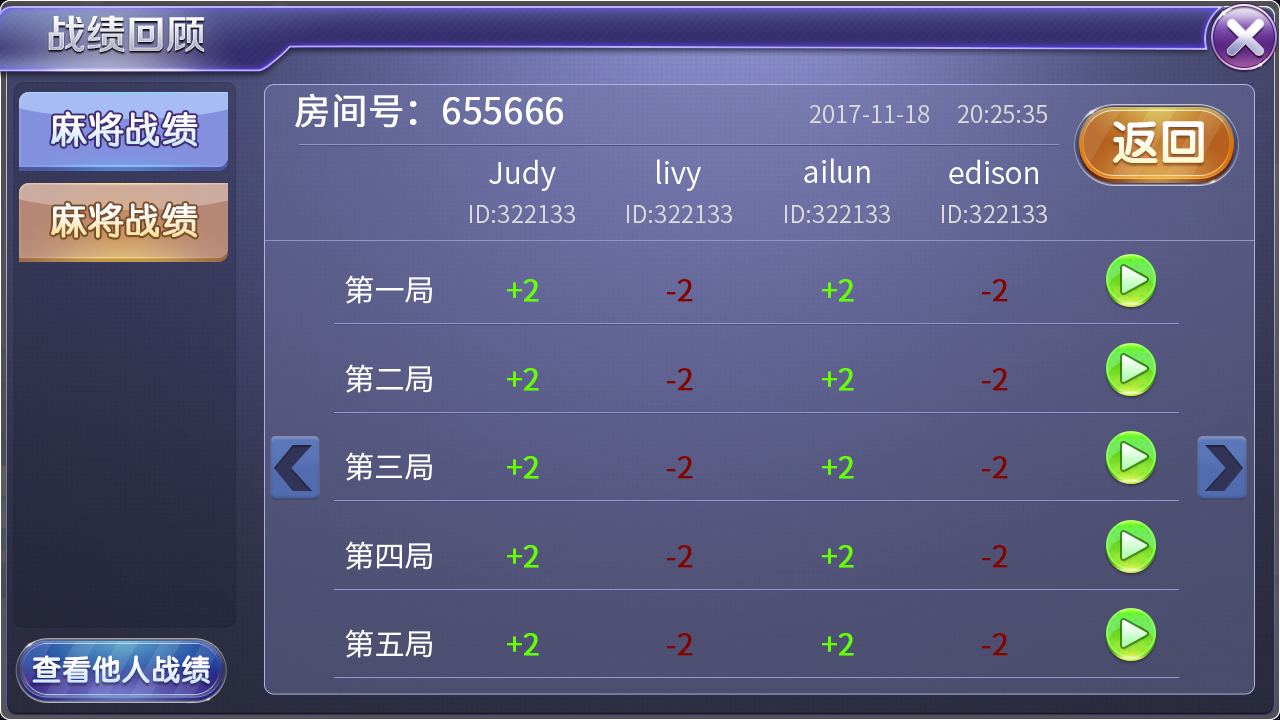 战绩回顾
麻将战绩
麻将战绩
查看他人战绩
房间号：655666 2017-11-18 20:25:35
返回
Judy livy ailun edison
ID:322133 ID:322133 ID:322133 ID:322133
第一局 +2 -2 +2 -2
第二局 +2 -2 +2 -2
第三局 +2 -2 +2 -2
第四局 +2 -2 +2 -2
第五局 +2 -2 +2 -2